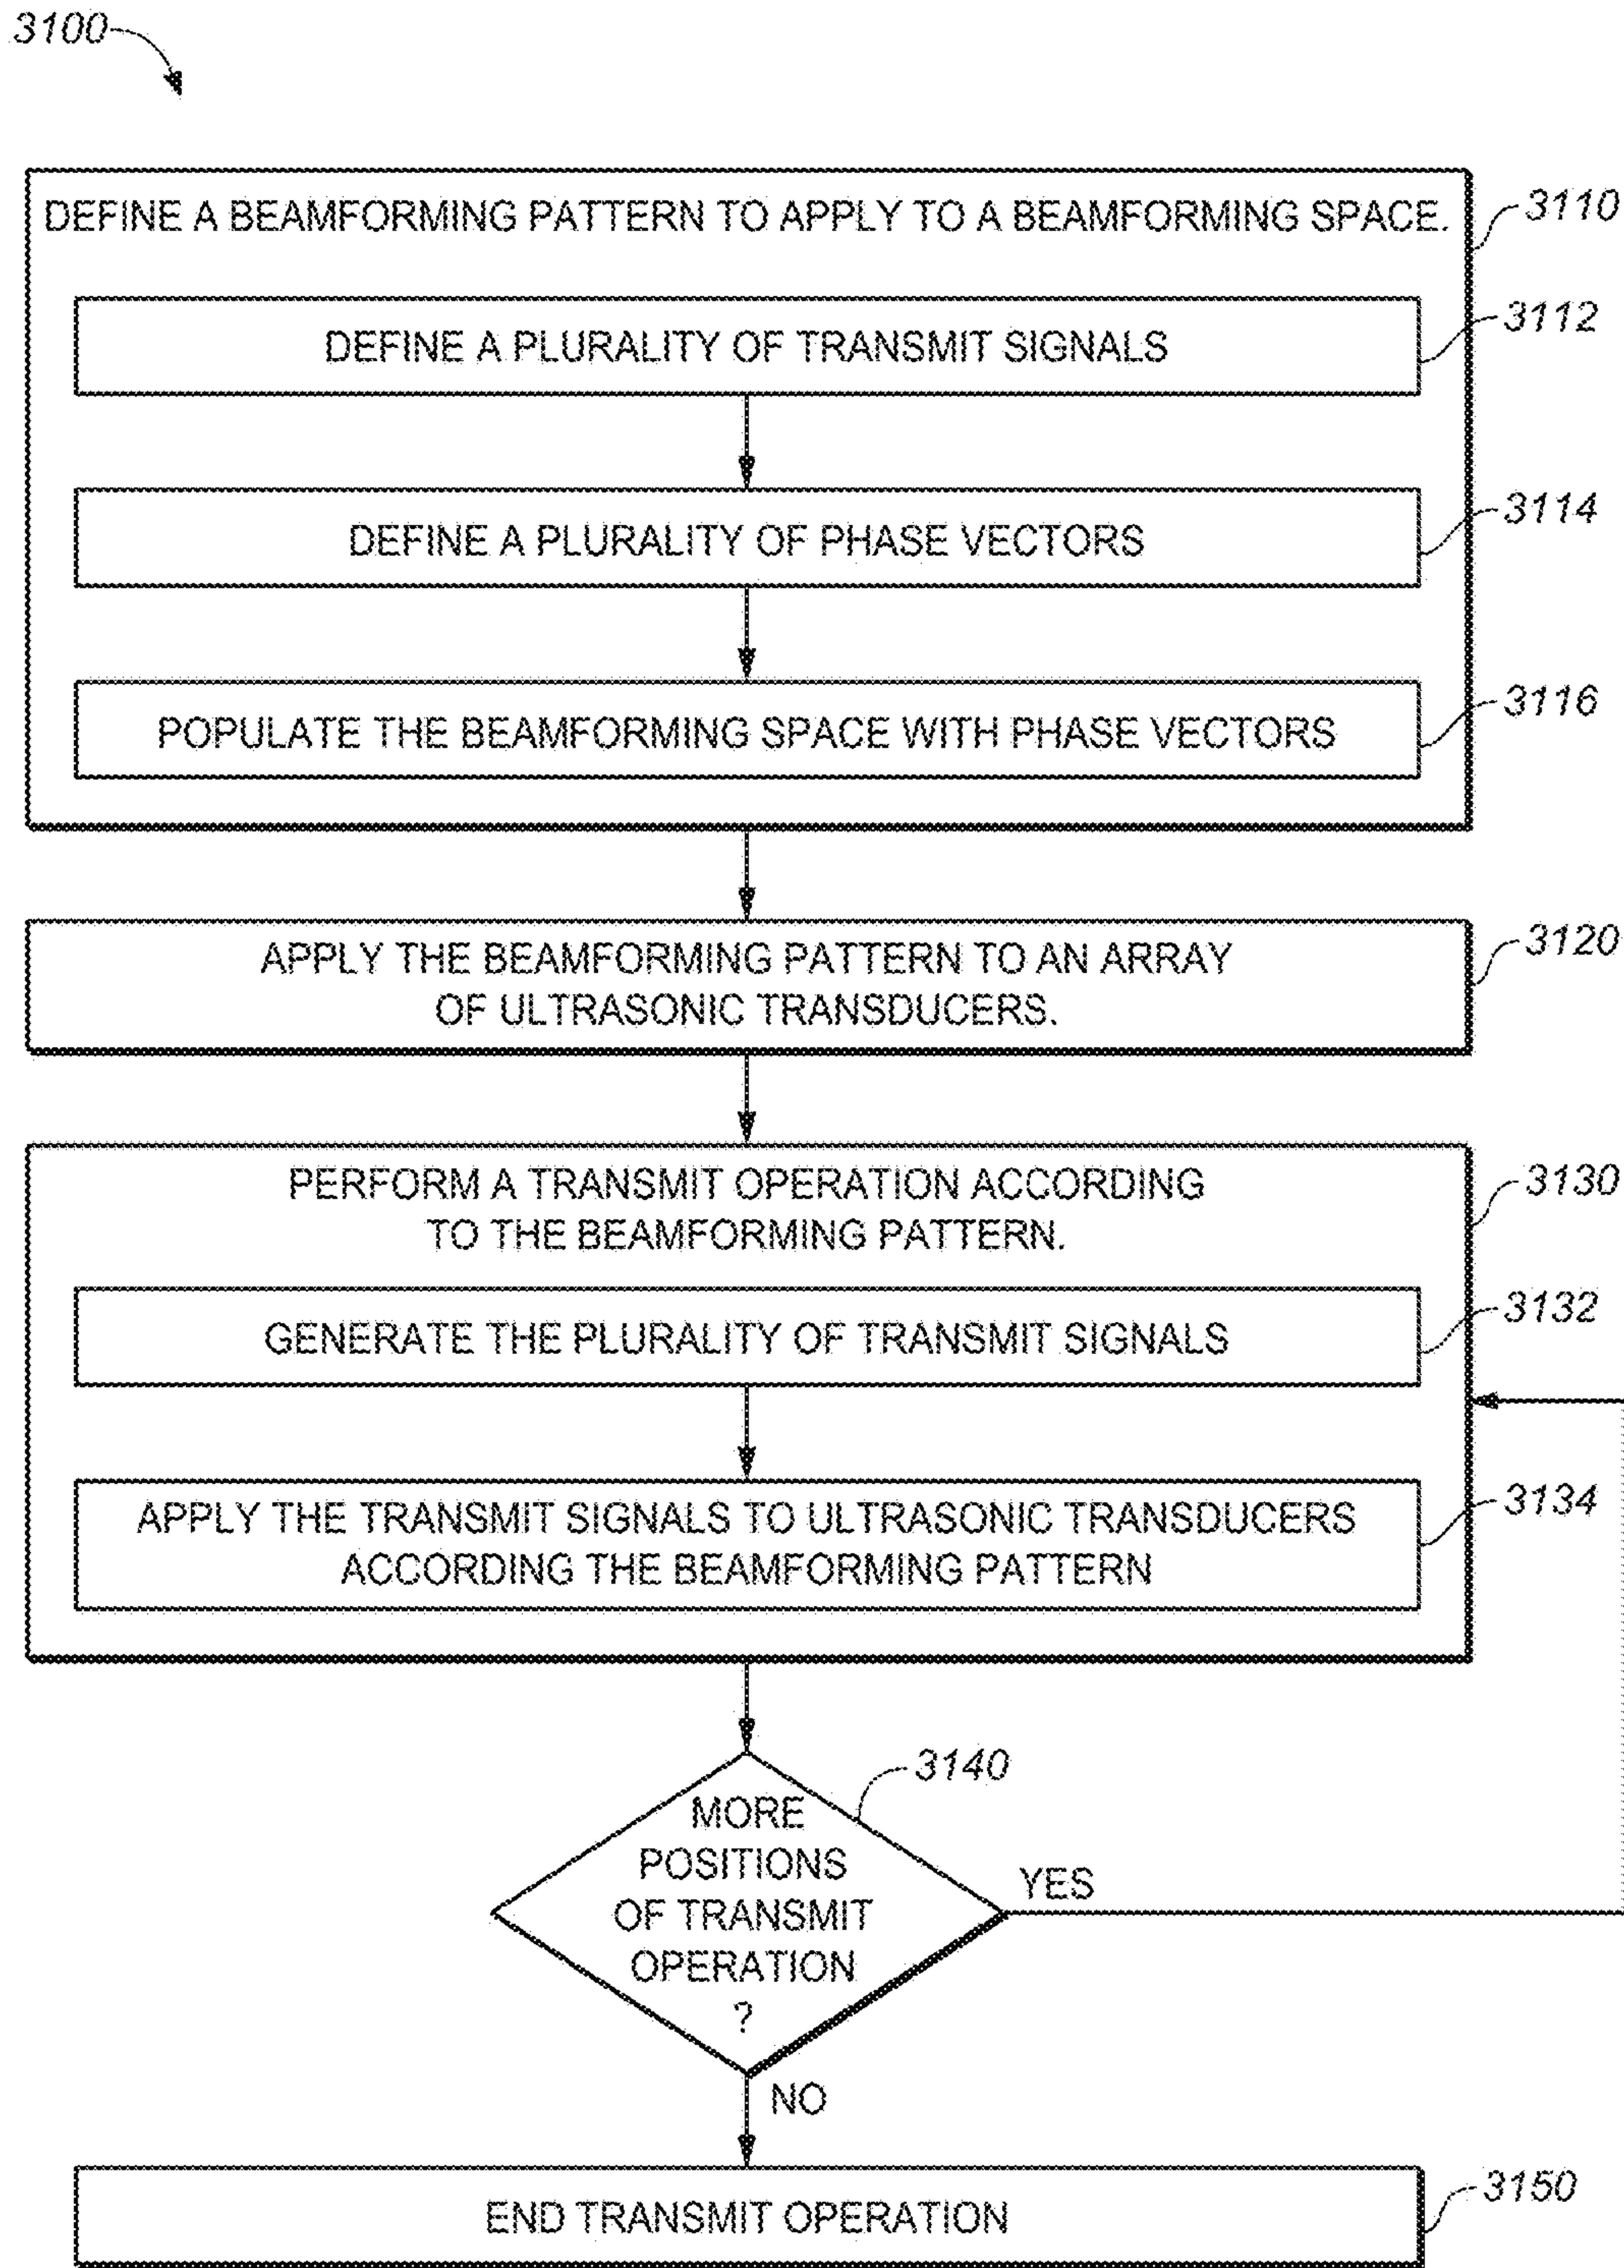 3100
DEFINE A BEAMFORMING PATTERN TO APPLY TO A BEAMFORMING SPACE.
3110
DEFINE A PLURALITY OF TRANSMIT SIGNALS
3112
DEFINE A PLURALITY OF PHASE VECTORS
3114
POPULATE THE BEAMFORMING SPACE WITH PHASE VECTORS
3116
APPLY THE BEAMFORMING PATTERN TO AN ARRAY
OF ULTRASONIC TRANSDUCERS.
3120
PERFORM A TRANSMIT OPERATION ACCORDING
TO THE BEAMFORMING PATTERN.
3130
GENERATE THE PLURALITY OF TRANSMIT SIGNALS
3132
APPLY THE TRANSMIT SIGNALS TO ULTRASONIC TRANSDUCERS
ACCORDING THE BEAMFORMING PATTERN
3134
MORE
POSITIONS
OF TRANSMIT
OPERATION
?
3140
YES
NO
END TRANSMIT OPERATION
3150